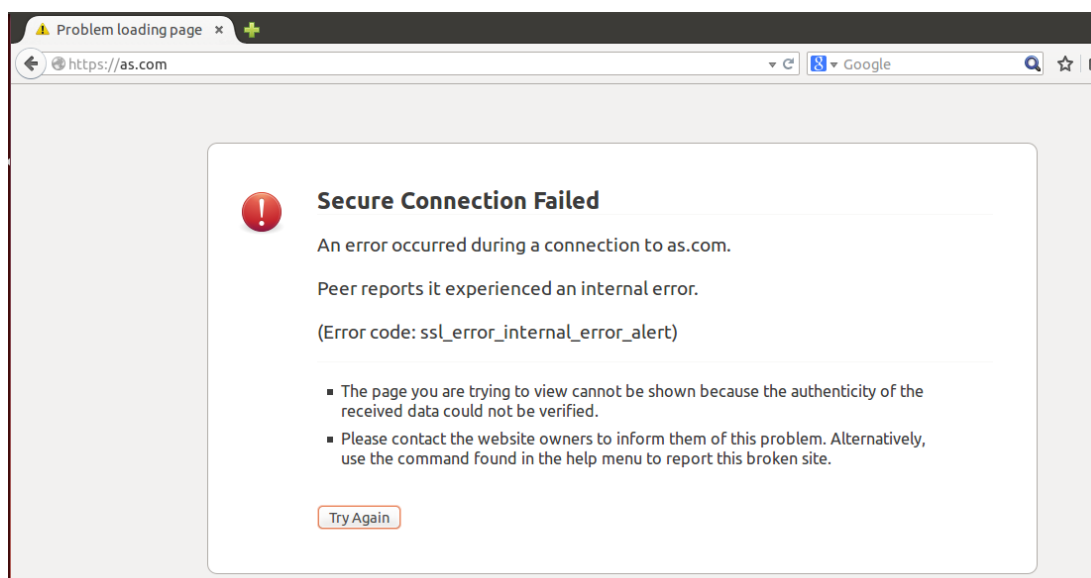 Problem loading page
https://as.com
Google
Secure Connection Failed
An error occurred during a connection to as.com.
Peer reports it experienced an internal error.
(Error code: ssl_error_internal_error_alert)
The page you are trying to view cannot be shown because the authenticity of the
received data could not be verified.
Please contact the website owners to inform them of this problem. Alternatively,
use the command found in the help menu to report this broken site.
Try Again